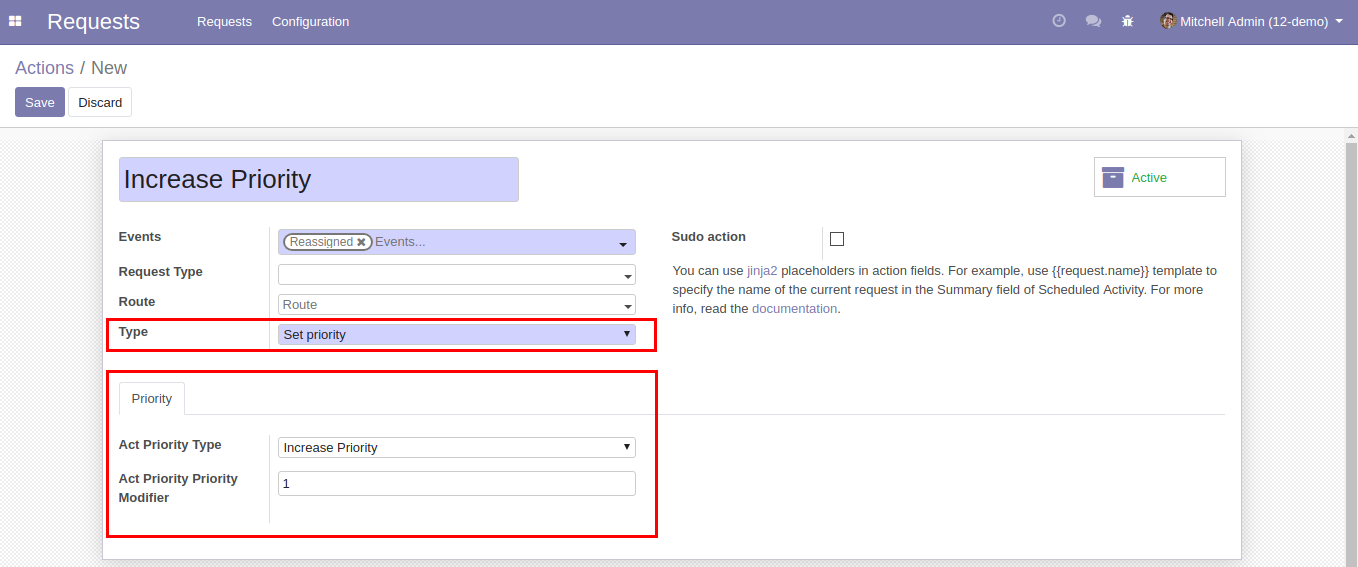 Requests Requests Configuration Mitchell Admin (12-demo)
Actions / New
Save Discard
Increase Priority
Active
Events Reassigned Events...
Sudo action
Request Type
Route Route
Type Set priority
You can use jinja2 placeholders in action fields. For example, use {{request.name}} template to
specify the name of the current request in the Summary field of Scheduled Activity. For more
info, read the documentation.
Priority
Act Priority Type Increase Priority
Act Priority Priority
Modifier
1